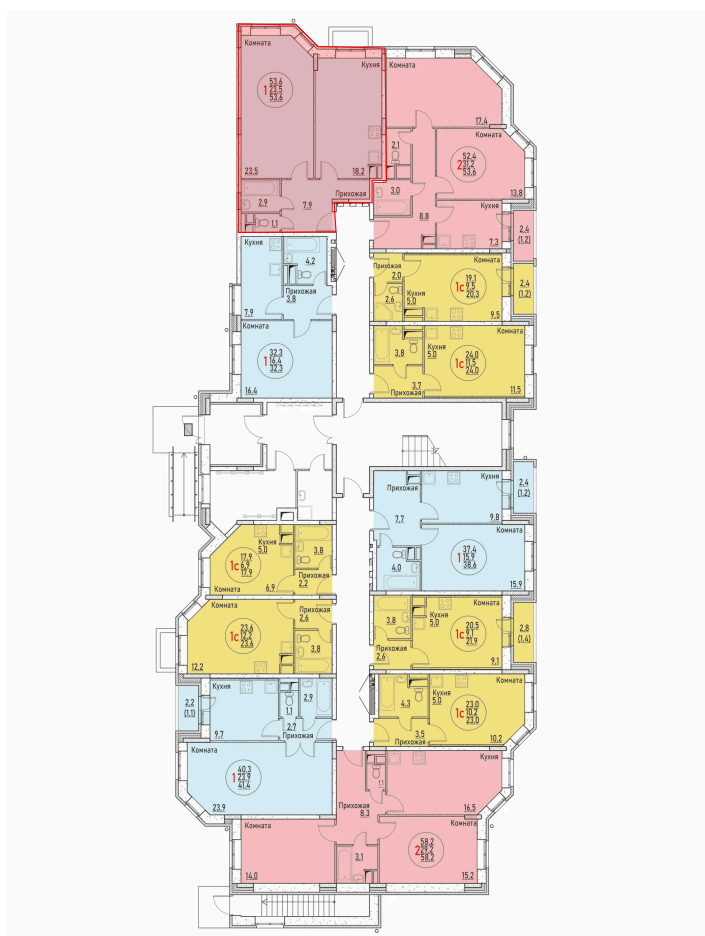 Комната
1
53.6
23.5
53.6
Кухня
23.5
18.2
2.9
1.1
7.9
Прихожая
Комната
17.4
2.1
Комната
2
52.4
31.2
53.6
3.0
13.8
8.8
Кухня
7.3
2,4
(1.2)
Кухня
4.2
Прихожая
3.8
7.9
Комната
1
32.3
16.4
32.3
16.4
Прихожая
2.0
2.6
Кухня
5.0
1с
19.1
9.5
20.3
Комната
9.5
2,4
(1.2)
3.8
Кухня
5.0
1с
24.0
11.5
24.0
Комната
3.7
Прихожая
11.5
Прихожая
7.7
Кухня
9.8
2,4
(1.2)
4.0
1
37.4
15.9
38.6
Комната
15.9
1с
17.9
6.9
17.9
Кухня
5.0
3.8
Прихожая
2.2
Комната
6.9
Комната
1с
23.6
12.2
23.6
Прихожая
2.6
3.8
12.2
3.8
Кухня
5.0
1с
20.5
9.1
21.9
Комната
Прихожая
2.6
9.1
2,8
(1.4)
2.2
(1.1)
Кухня
9.7
1.1
2.9
2.7
Прихожая
Комната
1
40.3
23.9
41.4
23.9
4.3
Кухня
5.0
1с
23.0
10.2
23.0
Комната
3.5
Прихожая
10.2
1.1
Кухня
16.5
Прихожая
8.3
Комната
14.0
3.1
Комната
2
58.2
29.2
58.2
15.2